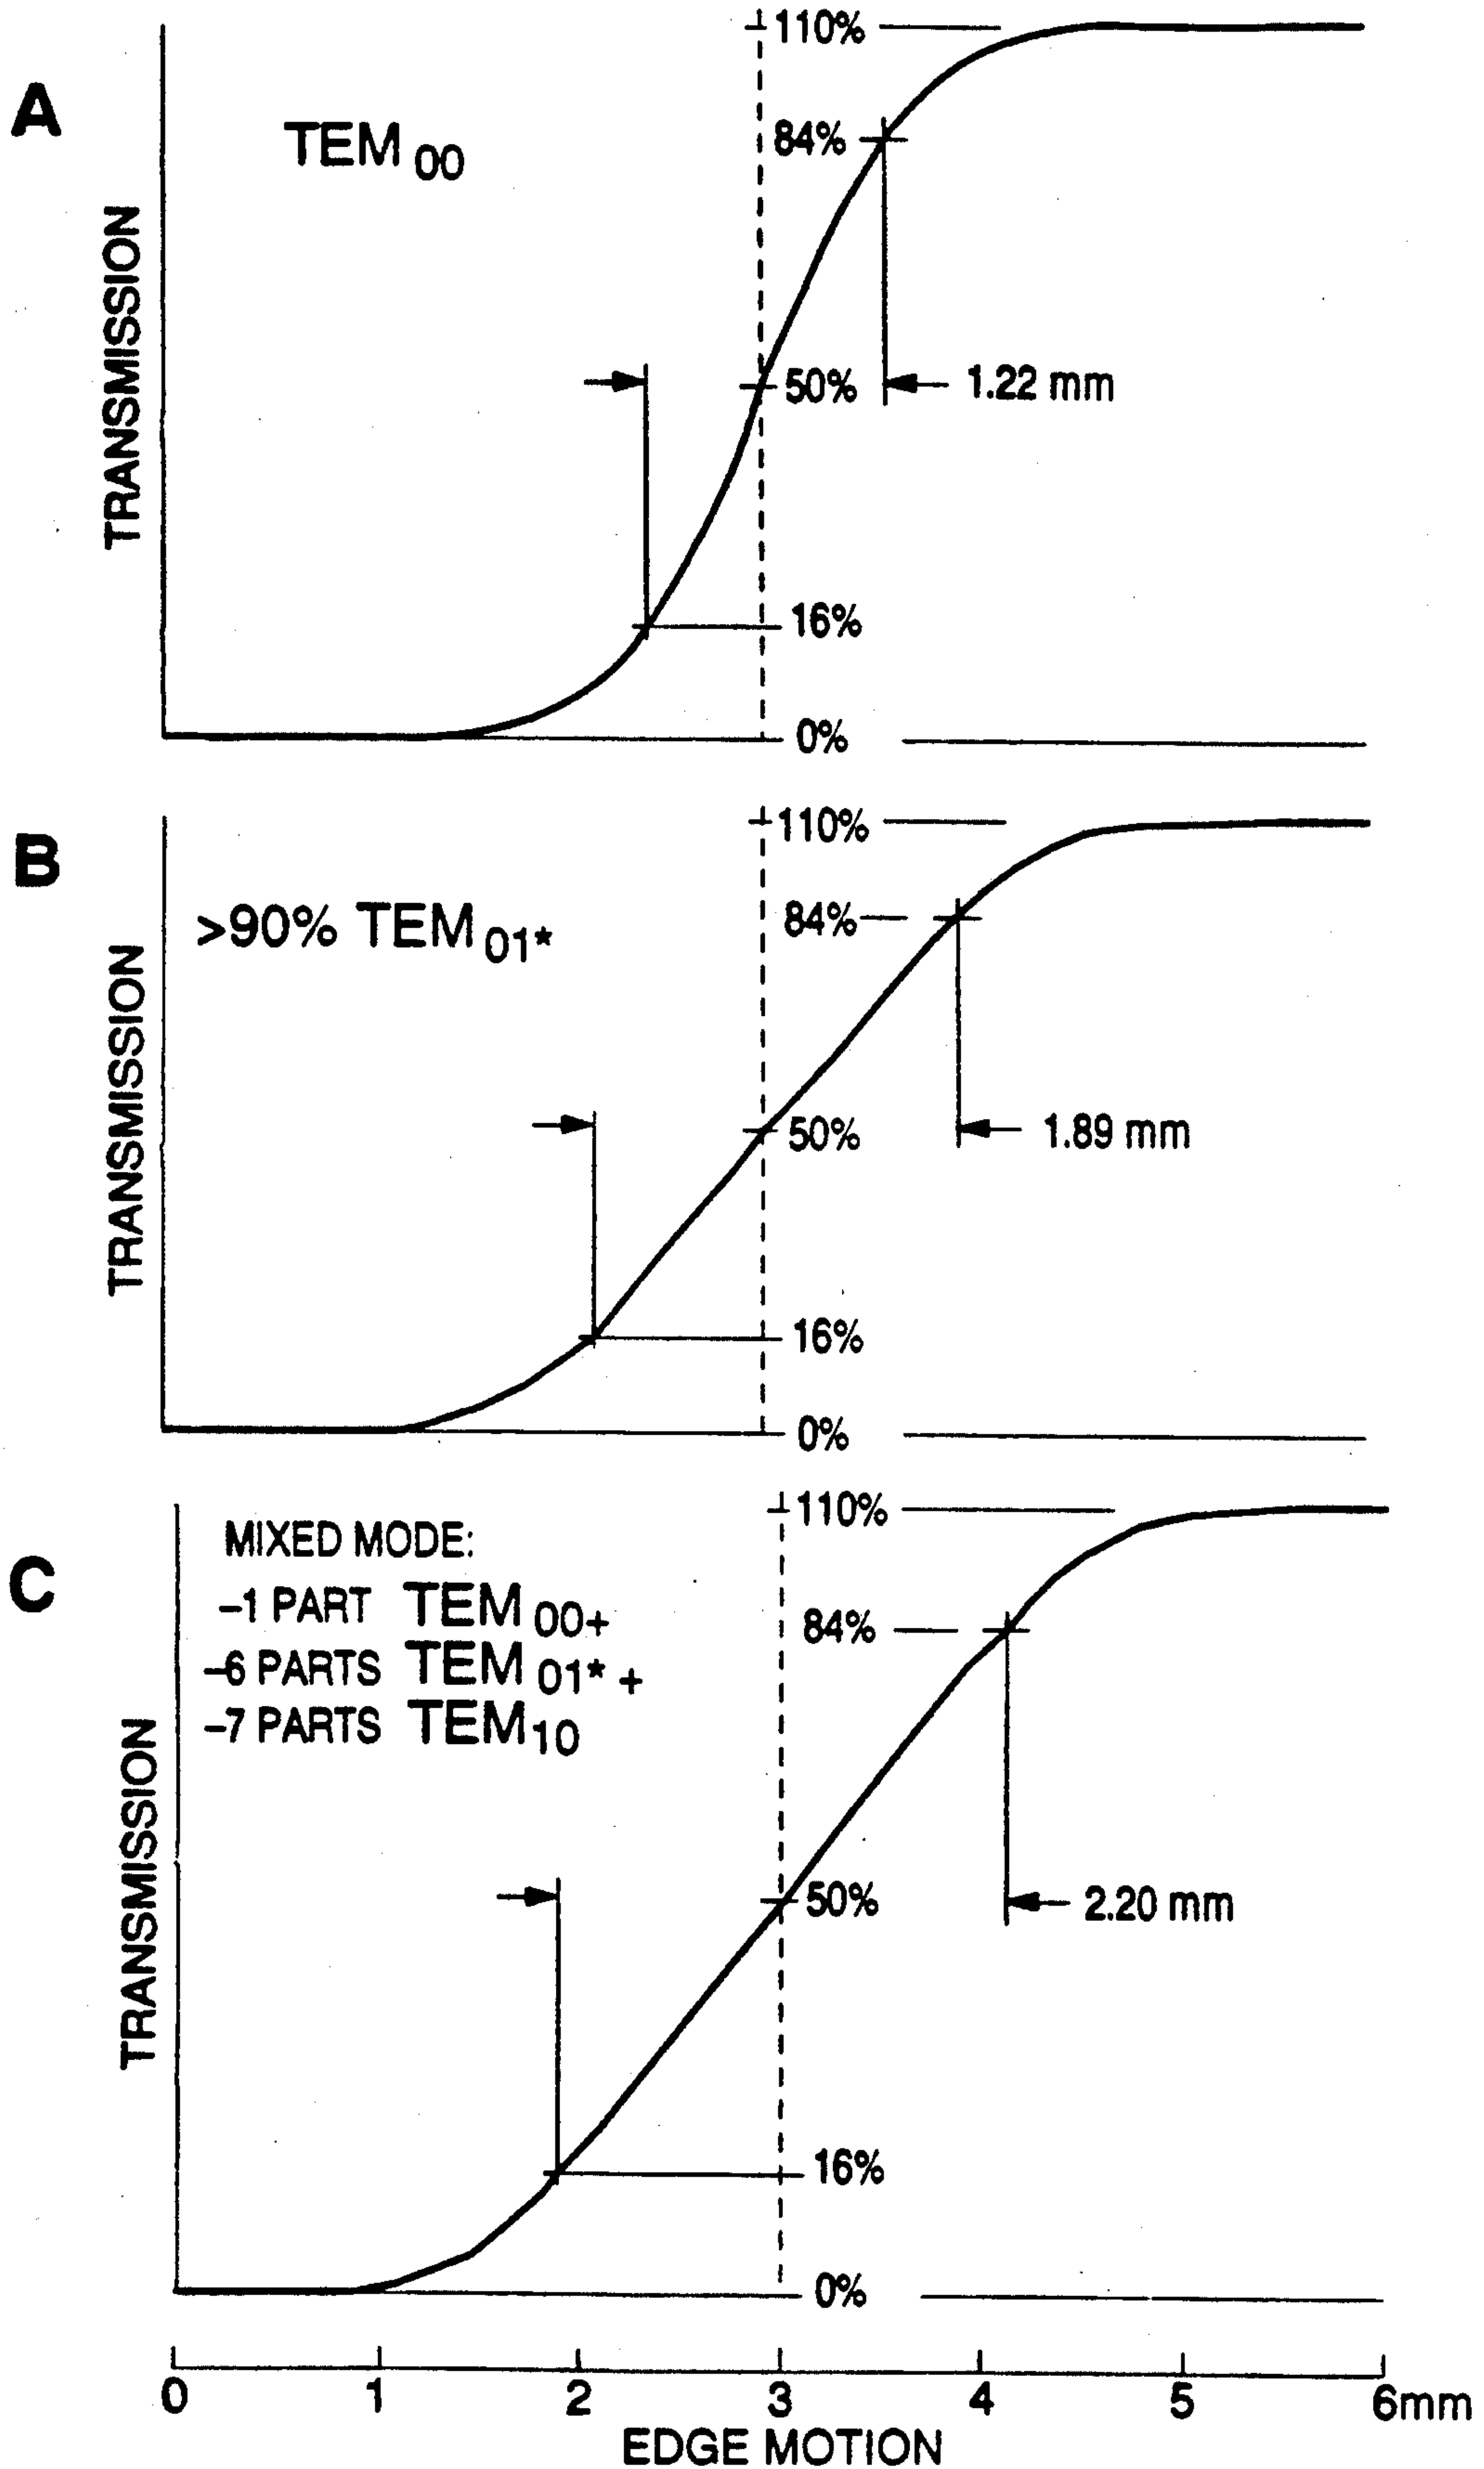 A
TEM 00
TRANSMISSION
110%
84%
50%
1.22 mm
16%
0%
B
>90% TEM 01*
TRANSMISSION
110%
84%
50%
1.89 mm
16%
0%
C
MIXED MODE:
–1 PART TEM 00+
–6 PARTS TEM 01* +
–7 PARTS TEM 10
TRANSMISSION
110%
84%
50%
2.20 mm
16%
0%
0 1 2 3 4 5 6mm
EDGE MOTION